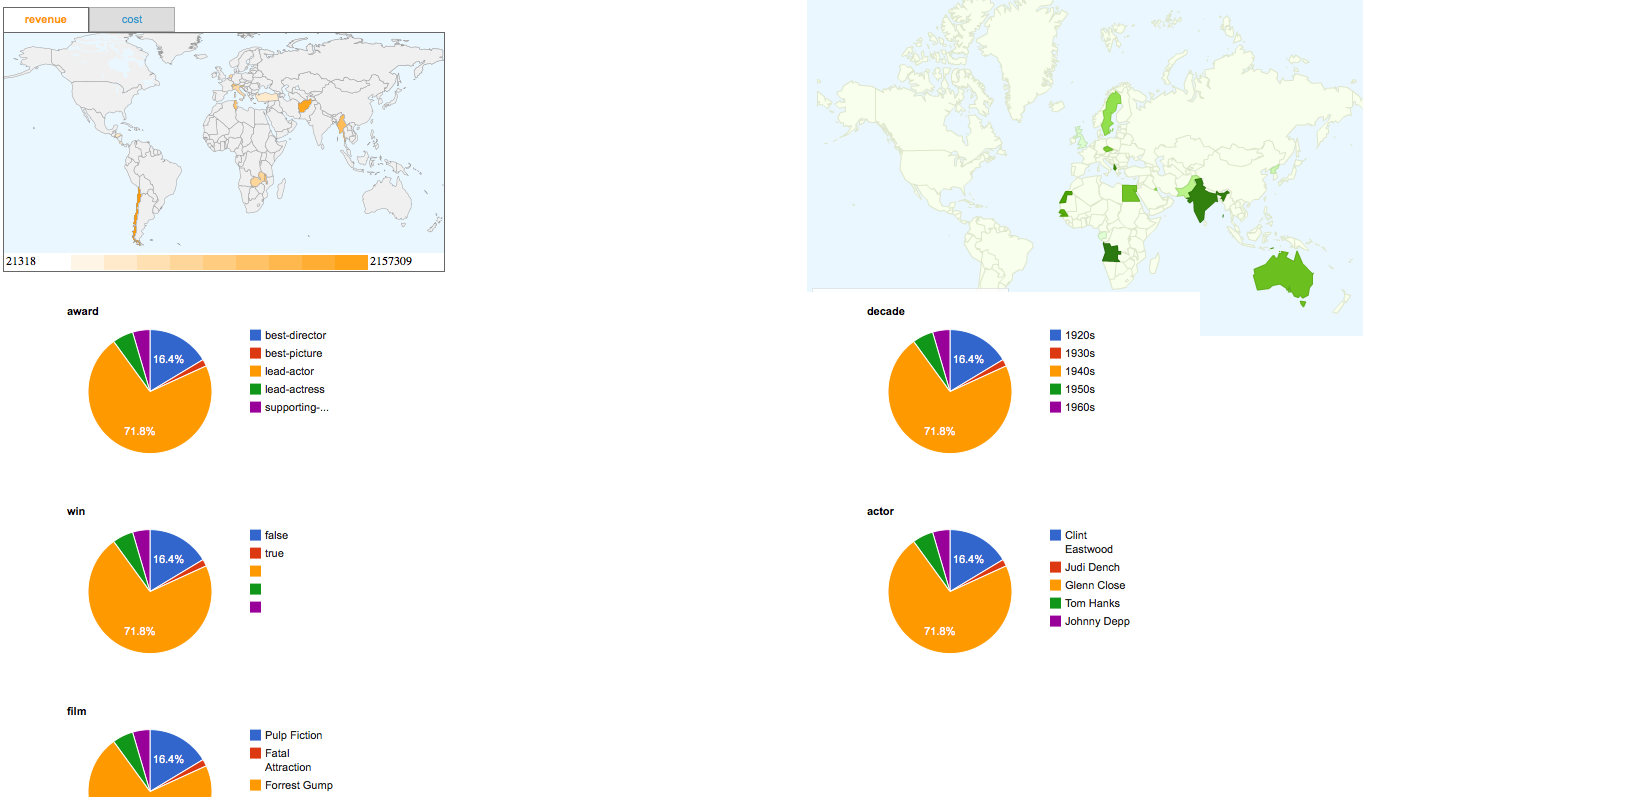 revenue
cost
21318
2157309
award
16.4%
71.8%
best-director
best-picture
lead-actor
lead-actress
supporting-...
decade
16.4%
71.8%
1920s
1930s
1940s
1950s
1960s
win
16.4%
71.8%
false
true
actor
16.4%
71.8%
Clint
Eastwood
Judi Dench
Glenn Close
Tom Hanks
Johnny Depp
film
16.4%
Pulp Fiction
Fatal
Attraction
Forrest Gump